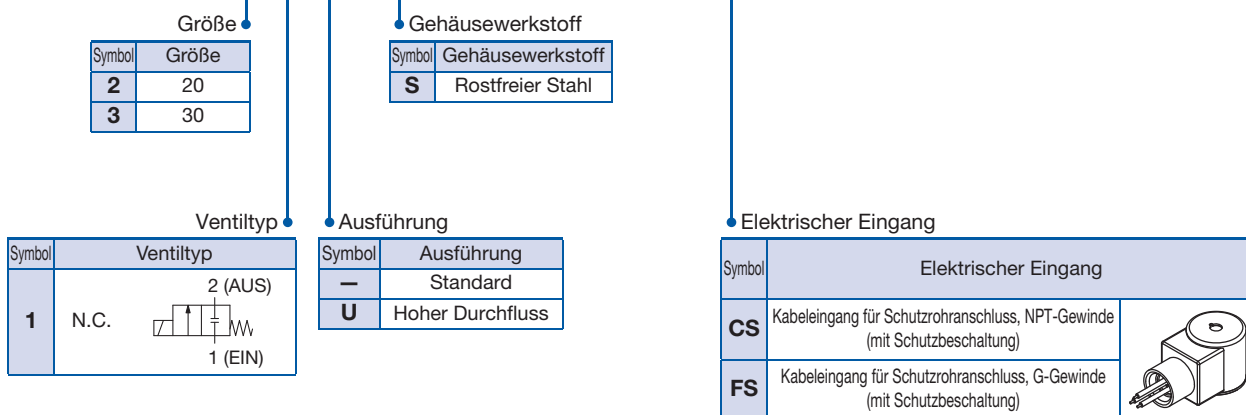 Größe
Symbol Größe
2 20
3 30
Gehäusewerkstoff
Symbol Gehäusewerkstoff
S Rostfreier Stahl
Ventiltyp
Symbol Ventiltyp
1 N.C.
2 (AUS)
1 (EIN)
Ausführung
Symbol Ausführung
— Standard
U Hoher Durchfluss
Elektrischer Eingang
Symbol Elektrischer Eingang
CS Kabeleingang für Schutzrohranschluss, NPT-Gewinde
(mit Schutzbeschaltung)
FS Kabeleingang für Schutzrohranschluss, G-Gewinde
(mit Schutzbeschaltung)